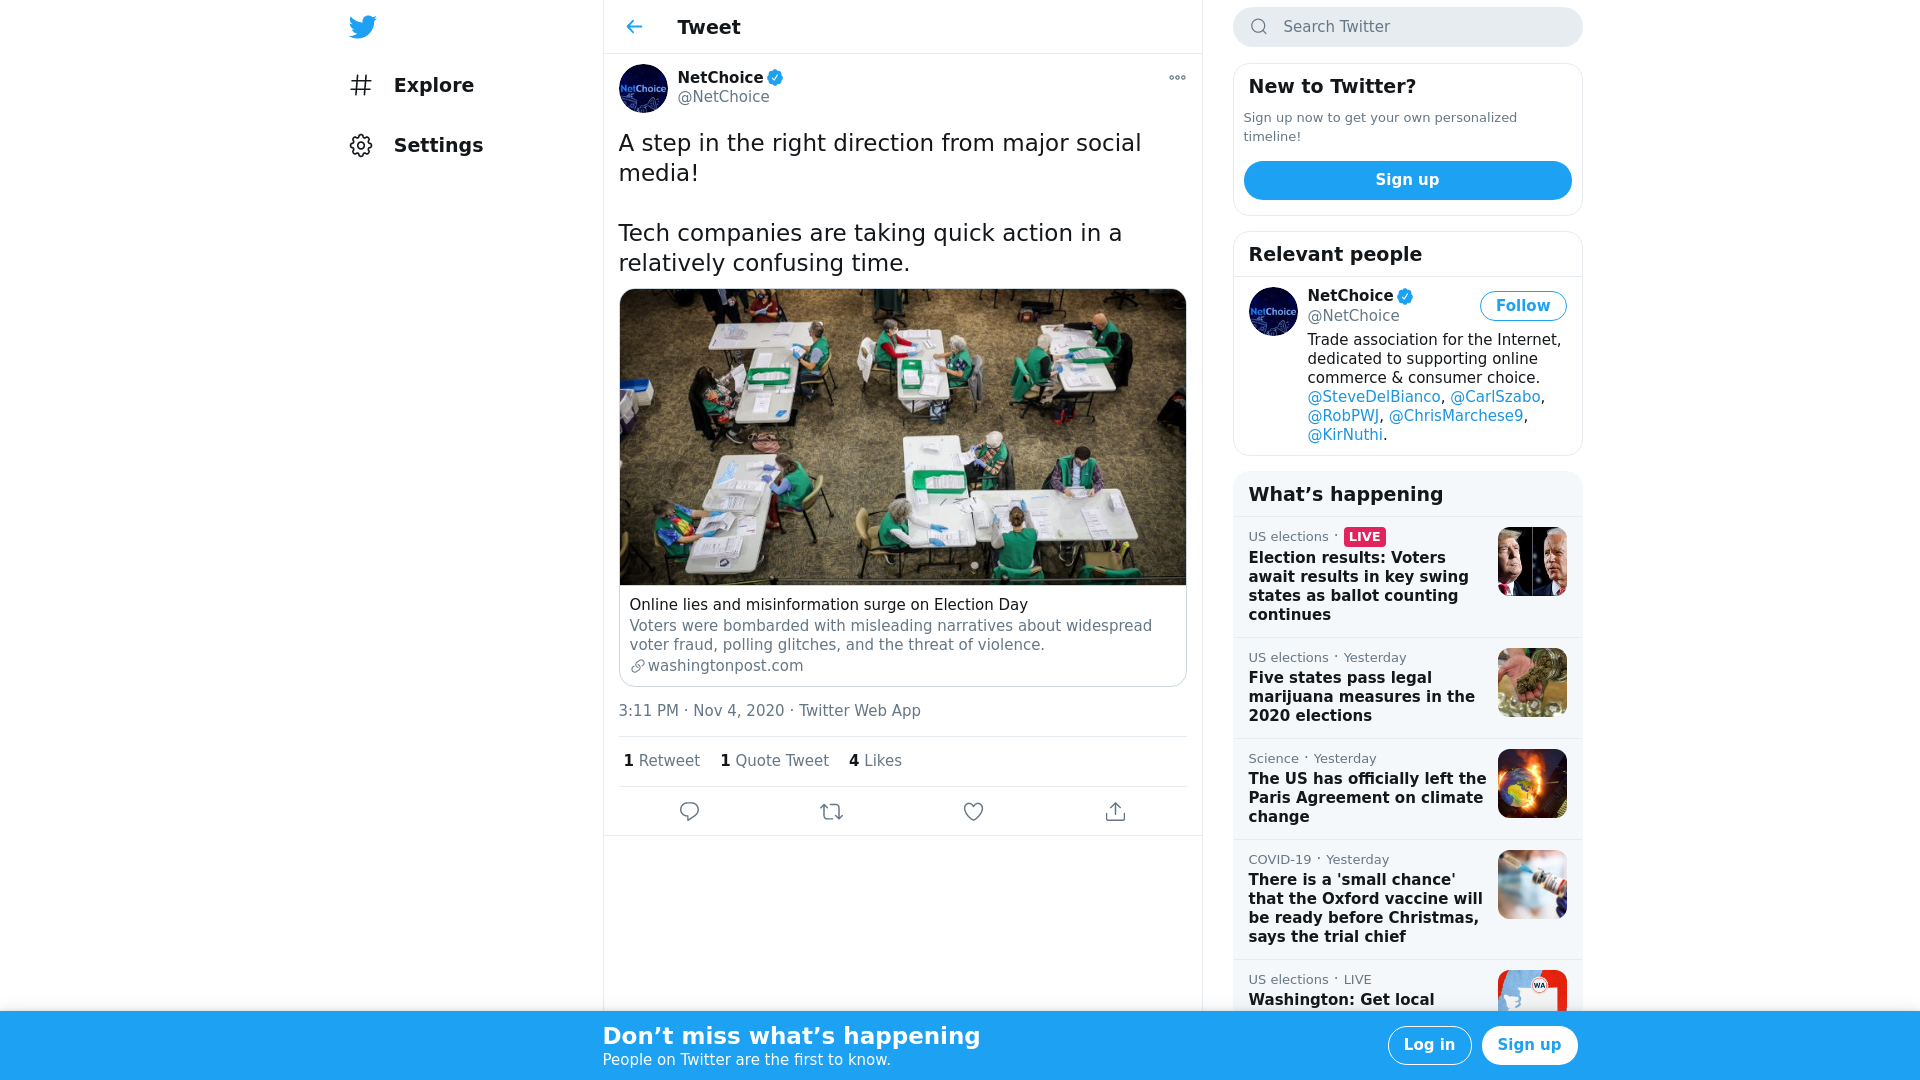 Tweet
Search Twitter
Explore
Settings
NetChoice
NetChoice
@NetChoice
A step in the right direction from major social
media!
Tech companies are taking quick action in a
relatively confusing time.
Online lies and misinformation surge on Election Day
Voters were bombarded with misleading narratives about widespread
voter fraud, polling glitches, and the threat of violence.
washingtonpost.com
3:11 PM · Nov 4, 2020 · Twitter Web App
1 Retweet 1 Quote Tweet 4 Likes
New to Twitter?
Sign up now to get your own personalized
timeline!
Sign up
Relevant people
NetChoice
NetChoice
@NetChoice
Follow
Trade association for the Internet,
dedicated to supporting online
commerce & consumer choice.
@SteveDelBianco, @CarlSzabo,
@RobPWJ, @ChrisMarchese9,
@KirNuthi.
What’s happening
US elections · LIVE
Election results: Voters
await results in key swing
states as ballot counting
continues
US elections · Yesterday
Five states pass legal
marijuana measures in the
2020 elections
Science · Yesterday
The US has officially left the
Paris Agreement on climate
change
COVID-19 · Yesterday
There is a 'small chance'
that the Oxford vaccine will
be ready before Christmas,
says the trial chief
US elections · LIVE
Washington: Get local
WA
Don’t miss what’s happening
People on Twitter are the first to know.
Log in
Sign up